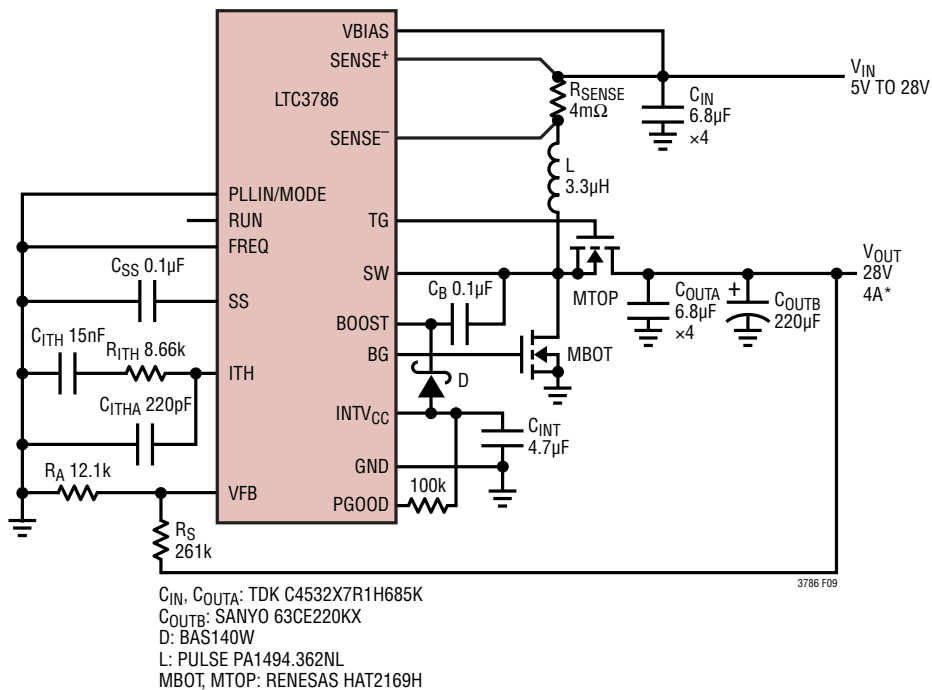 VBIAS
SENSE+
LTC3786
SENSE–
PLLIN/MODE
RUN
FREQ
TG
SW
SS
BOOST
BG
ITH
INTVCC
GND
VFB
PGOOD
VIN
5V TO 28V
RSENSE
4mΩ
CIN
6.8µF
×4
L
3.3µH
CSS 0.1µF
CB 0.1µF
MTOP
COUTA
6.8µF
×4
+
COUTB
220µF
VOUT
28V
4A*
CITH 15nF
RITH 8.66k
MBOT
D
CITHA 220pF
CINT
4.7µF
RA 12.1k
100k
RS
261k
3786 F09
CIN, COUTA: TDK C4532X7R1H685K
COUTB: SANYO 63CE220KX
D: BAS140W
L: PULSE PA1494.362NL
MBOT, MTOP: RENESAS HAT2169H